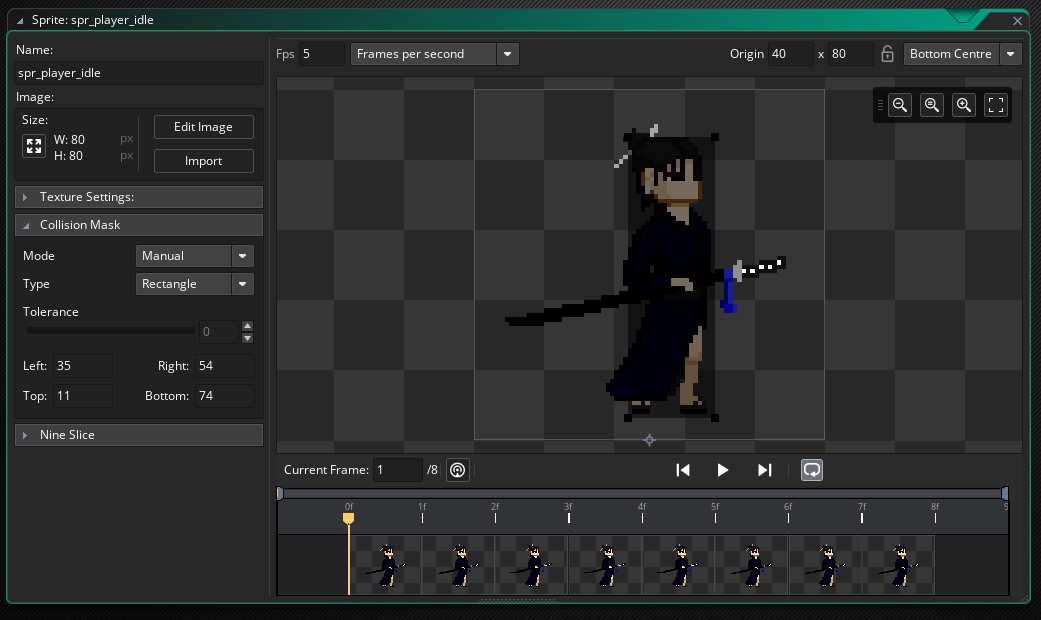 Sprite: spr_player_idle
Name:
spr_player_idle
Image:
Size:
W: 80 px
H: 80 px
Edit Image
Import
Texture Settings:
Collision Mask
Mode Manual
Type Rectangle
Tolerance
0
Left: 35 Right: 54
Top: 11 Bottom: 74
Nine Slice
Fps 5 Frames per second
Origin 40 x 80 Bottom Centre
Current Frame: 1 /8
0f 1f 2f 3f 4f 5f 6f 7f 8f 9